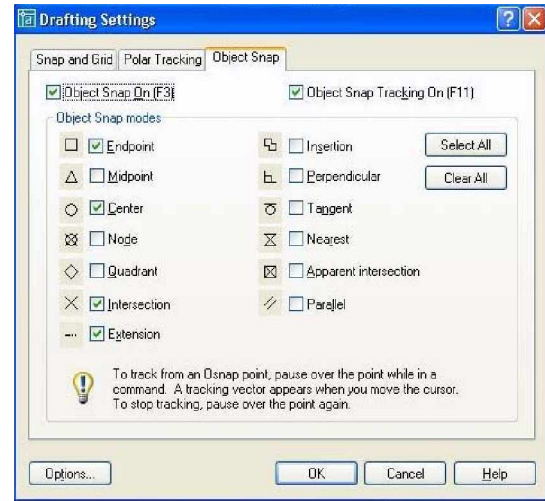 Drafting Settings
Snap and Grid Polar Tracking Object Snap
Object Snap On (F3) Object Snap Tracking On (F11)
Object Snap modes
Endpoint Insertion Select All
Midpoint Perpendicular Clear All
Center Tangent
Node Nearest
Quadrant Apparent intersection
Intersection Parallel
Extension
To track from an Osnap point, pause over the point while in a
command. A tracking vector appears when you move the cursor.
To stop tracking, pause over the point again.
Options... OK Cancel Help